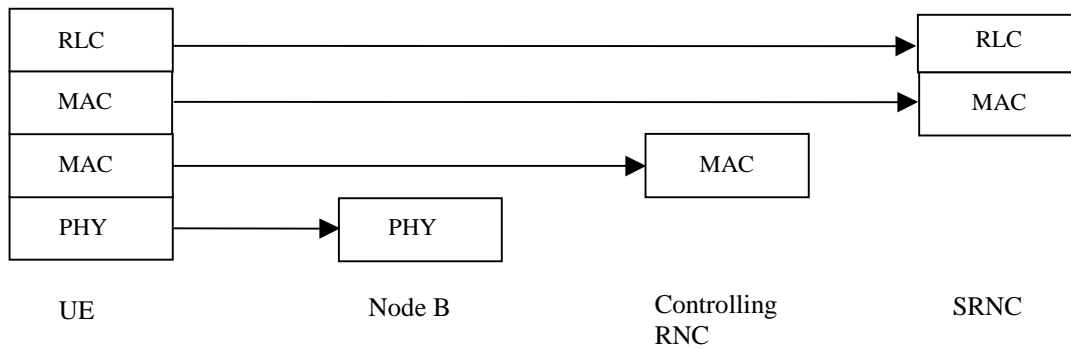 RLC
RLC
MAC
MAC
MAC
MAC
PHY
PHY
UE
Node B
Controlling
RNC
SRNC